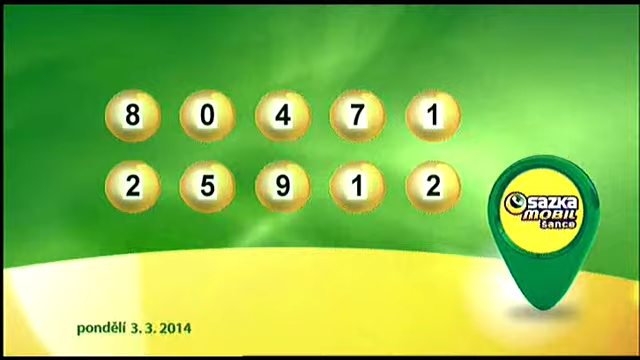 8 0 4 7 1
2 5 9 1 2
sazka
MOBIL
šance
pondělí 3. 3. 2014